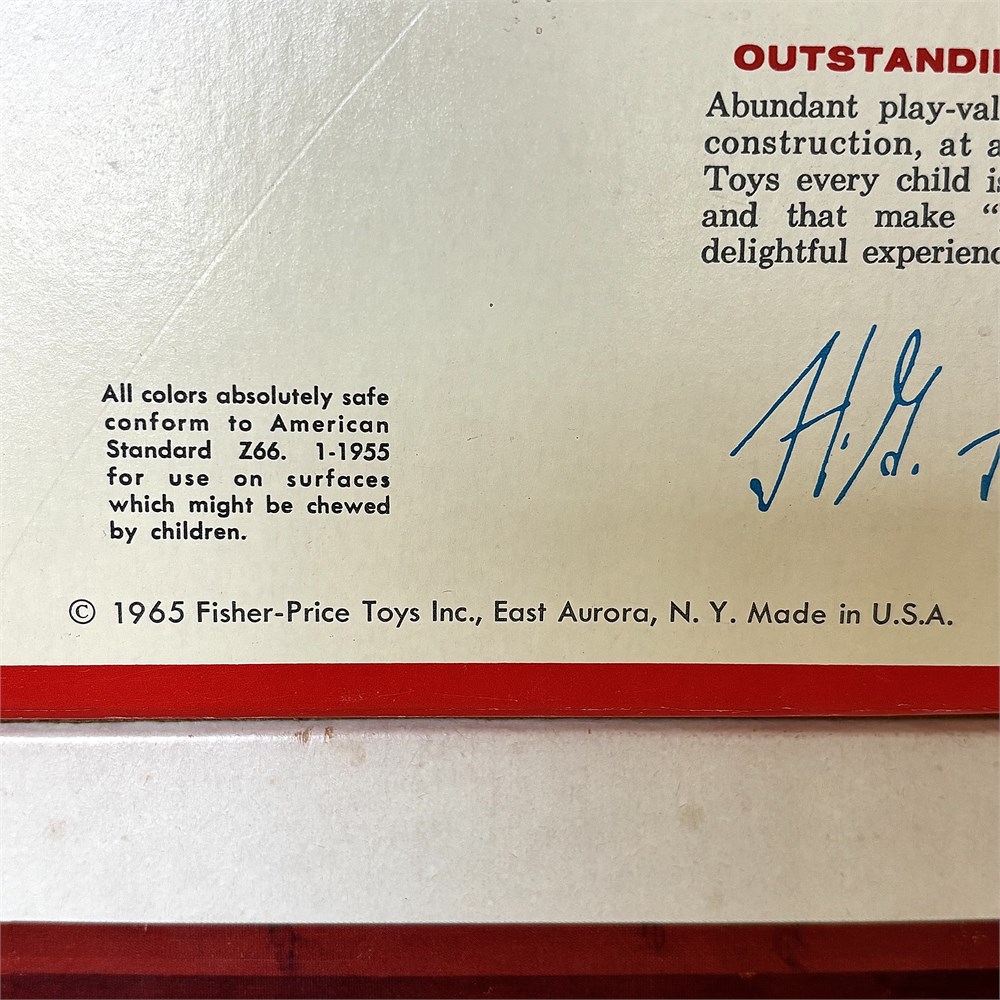 OUTSTANDI
Abundant play-val
construction, at a
Toys every child is
and that make “
delightful experienc
H. G.
All colors absolutely safe
conform to American
Standard Z66. 1-1955
for use on surfaces
which might be chewed
by children.
© 1965 Fisher-Price Toys Inc., East Aurora, N. Y. Made in U.S.A.